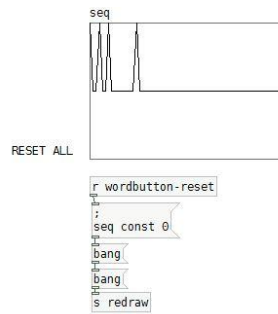 seq
RESET ALL
r wordbutton-reset
;
seq const 0
bang
bang
s redraw